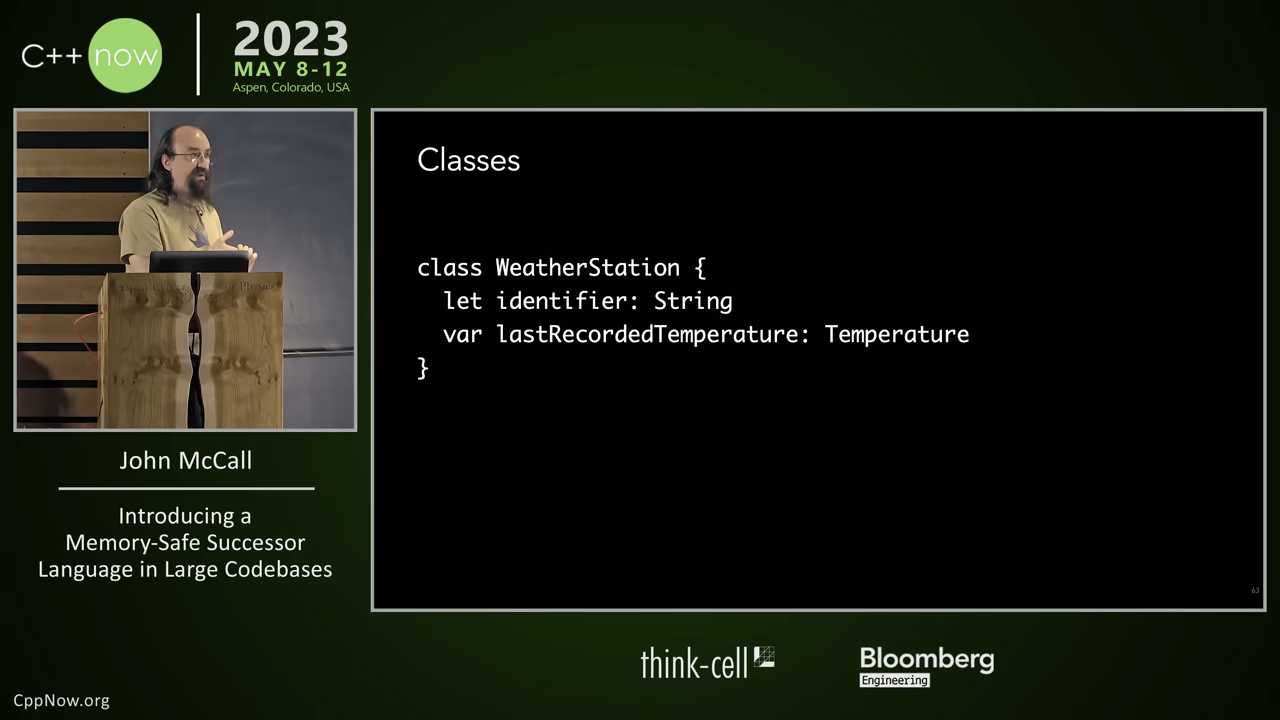 C++ now
2023
MAY 8-12
Aspen, Colorado, USA
Classes
class WeatherStation {
let identifier: String
var lastRecordedTemperature: Temperature
}
63
John McCall
Introducing a
Memory-Safe Successor
Language in Large Codebases
think-cell
Bloomberg
Engineering
CppNow.org